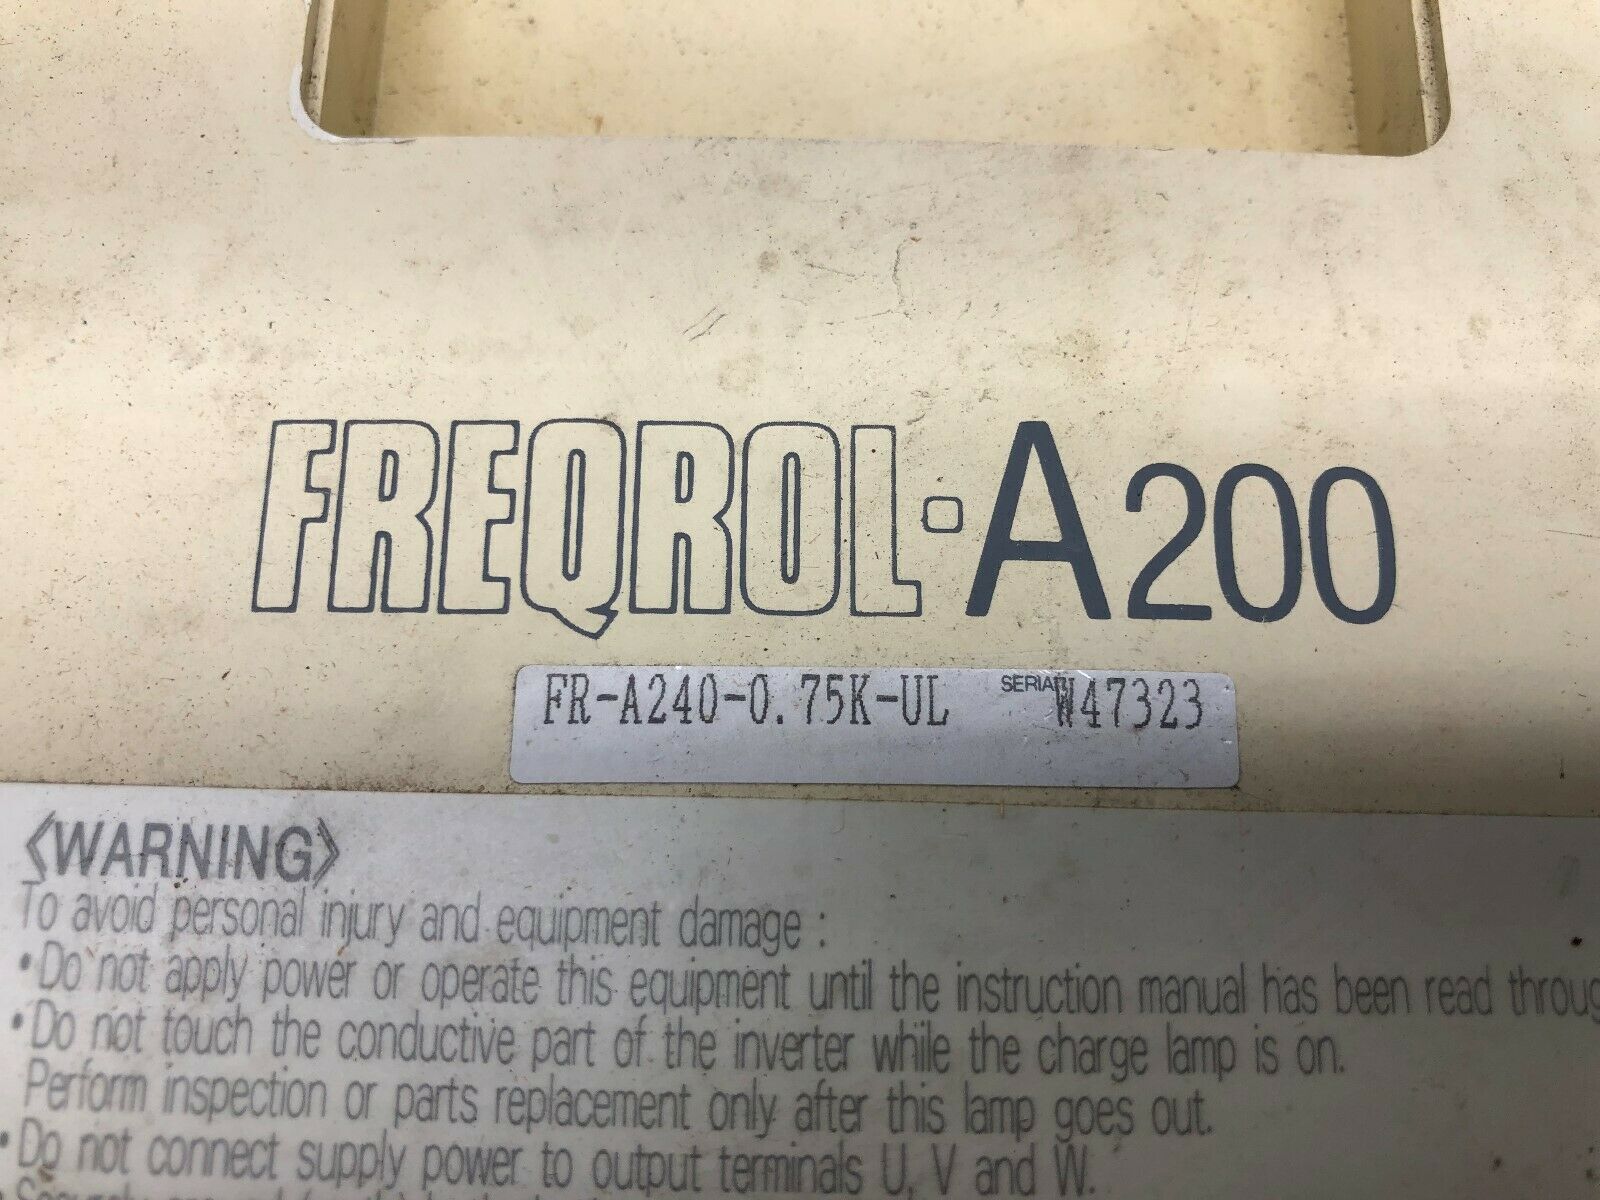 FREQROL-A200
FR-A240-0.75K-UL SERIAL W47323
〈WARNING〉
To avoid personal injury and equipment damage :
•Do not apply power or operate this equipment until the instruction manual has been read throug
•Do not touch the conductive part of the inverter while the charge lamp is on.
Perform inspection or parts replacement only after this lamp goes out.
•Do not connect supply power to output terminals U, V and W.